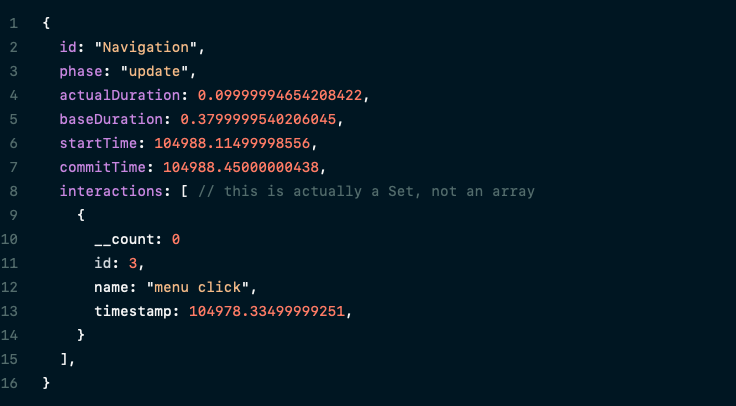 1 {
2   id: "Navigation",
3   phase: "update",
4   actualDuration: 0.09999994654208422,
5   baseDuration: 0.3799999540206045,
6   startTime: 104988.11499998556,
7   commitTime: 104988.45000000438,
8   interactions: [ // this is actually a Set, not an array
9     {
10       __count: 0
11       id: 3,
12       name: "menu click",
13       timestamp: 104978.33499999251,
14     }
15   ],
16 }